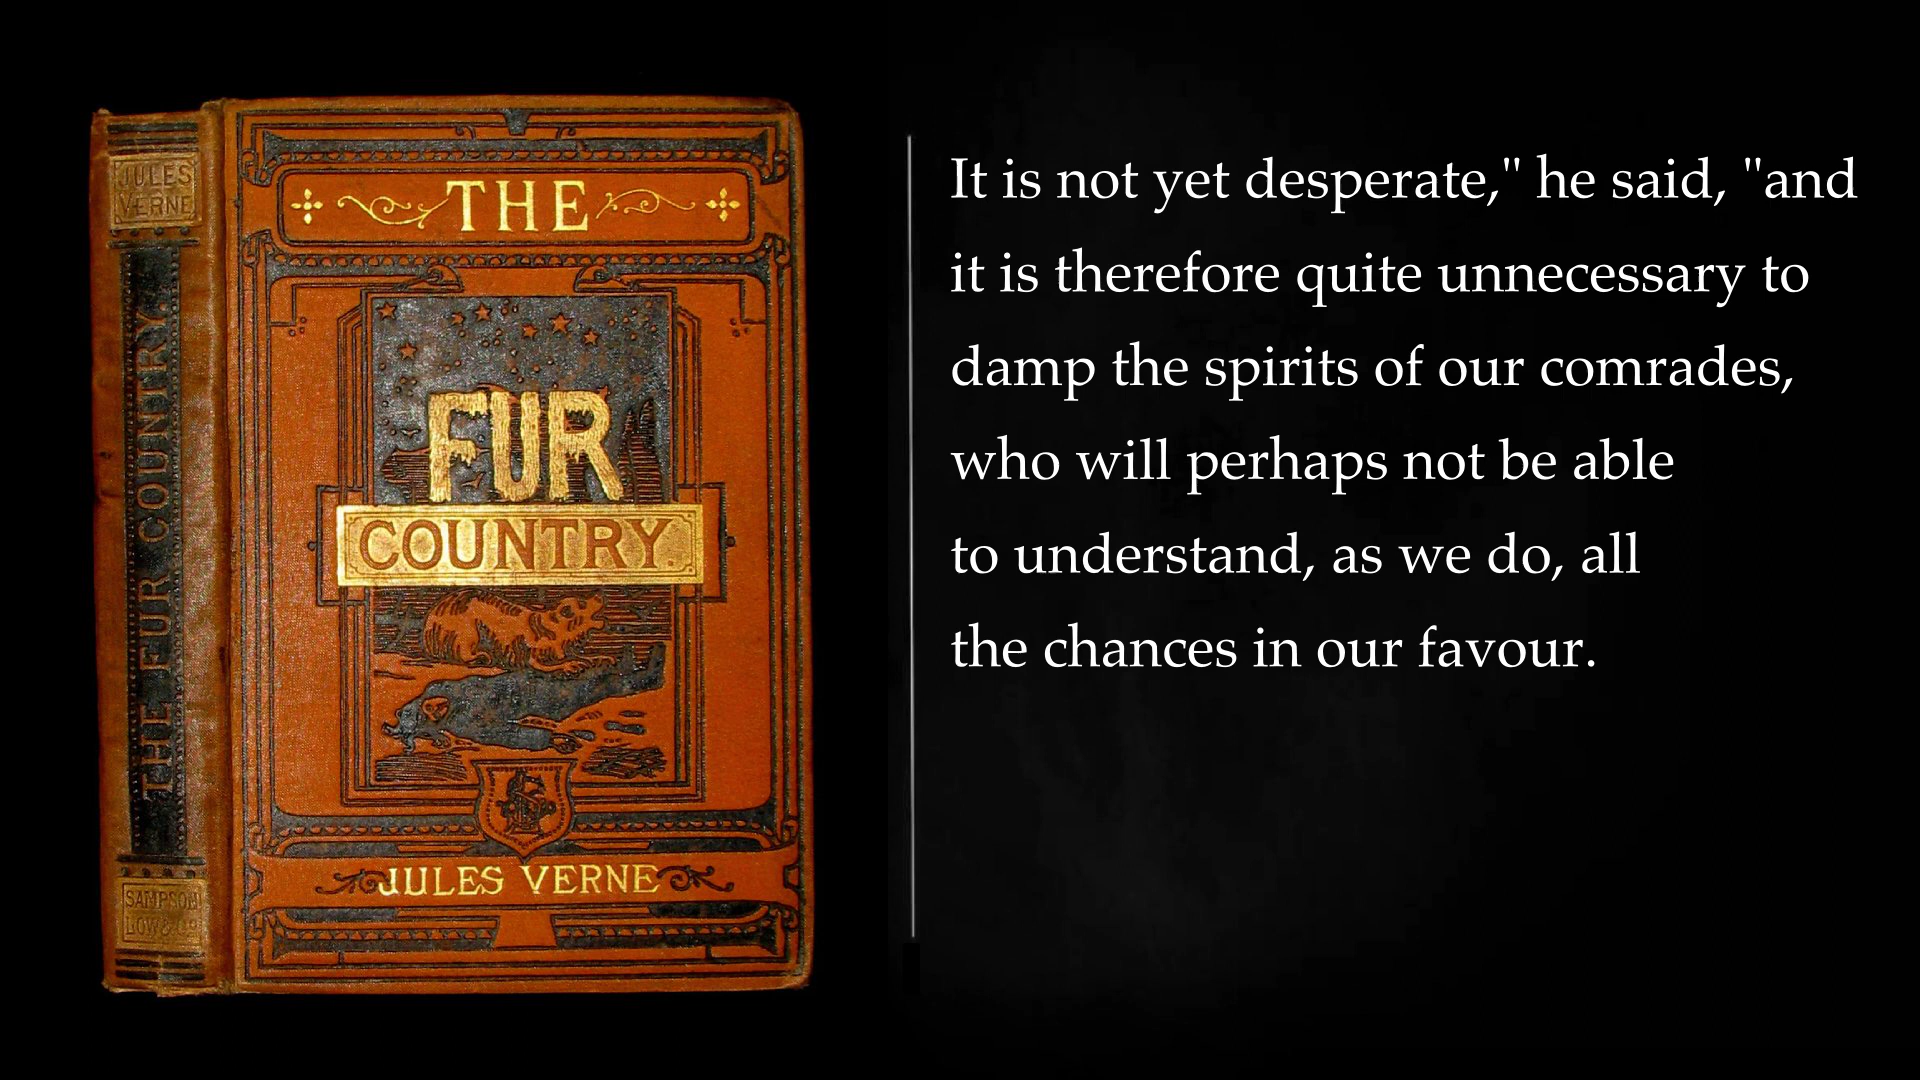 JULES
VERNE
THE FUR COUNTRY.
SAMPSON
LOW & Co
THE
FUR
COUNTRY.
JULES VERNE
It is not yet desperate," he said, "and
it is therefore quite unnecessary to
damp the spirits of our comrades,
who will perhaps not be able
to understand, as we do, all
the chances in our favour.